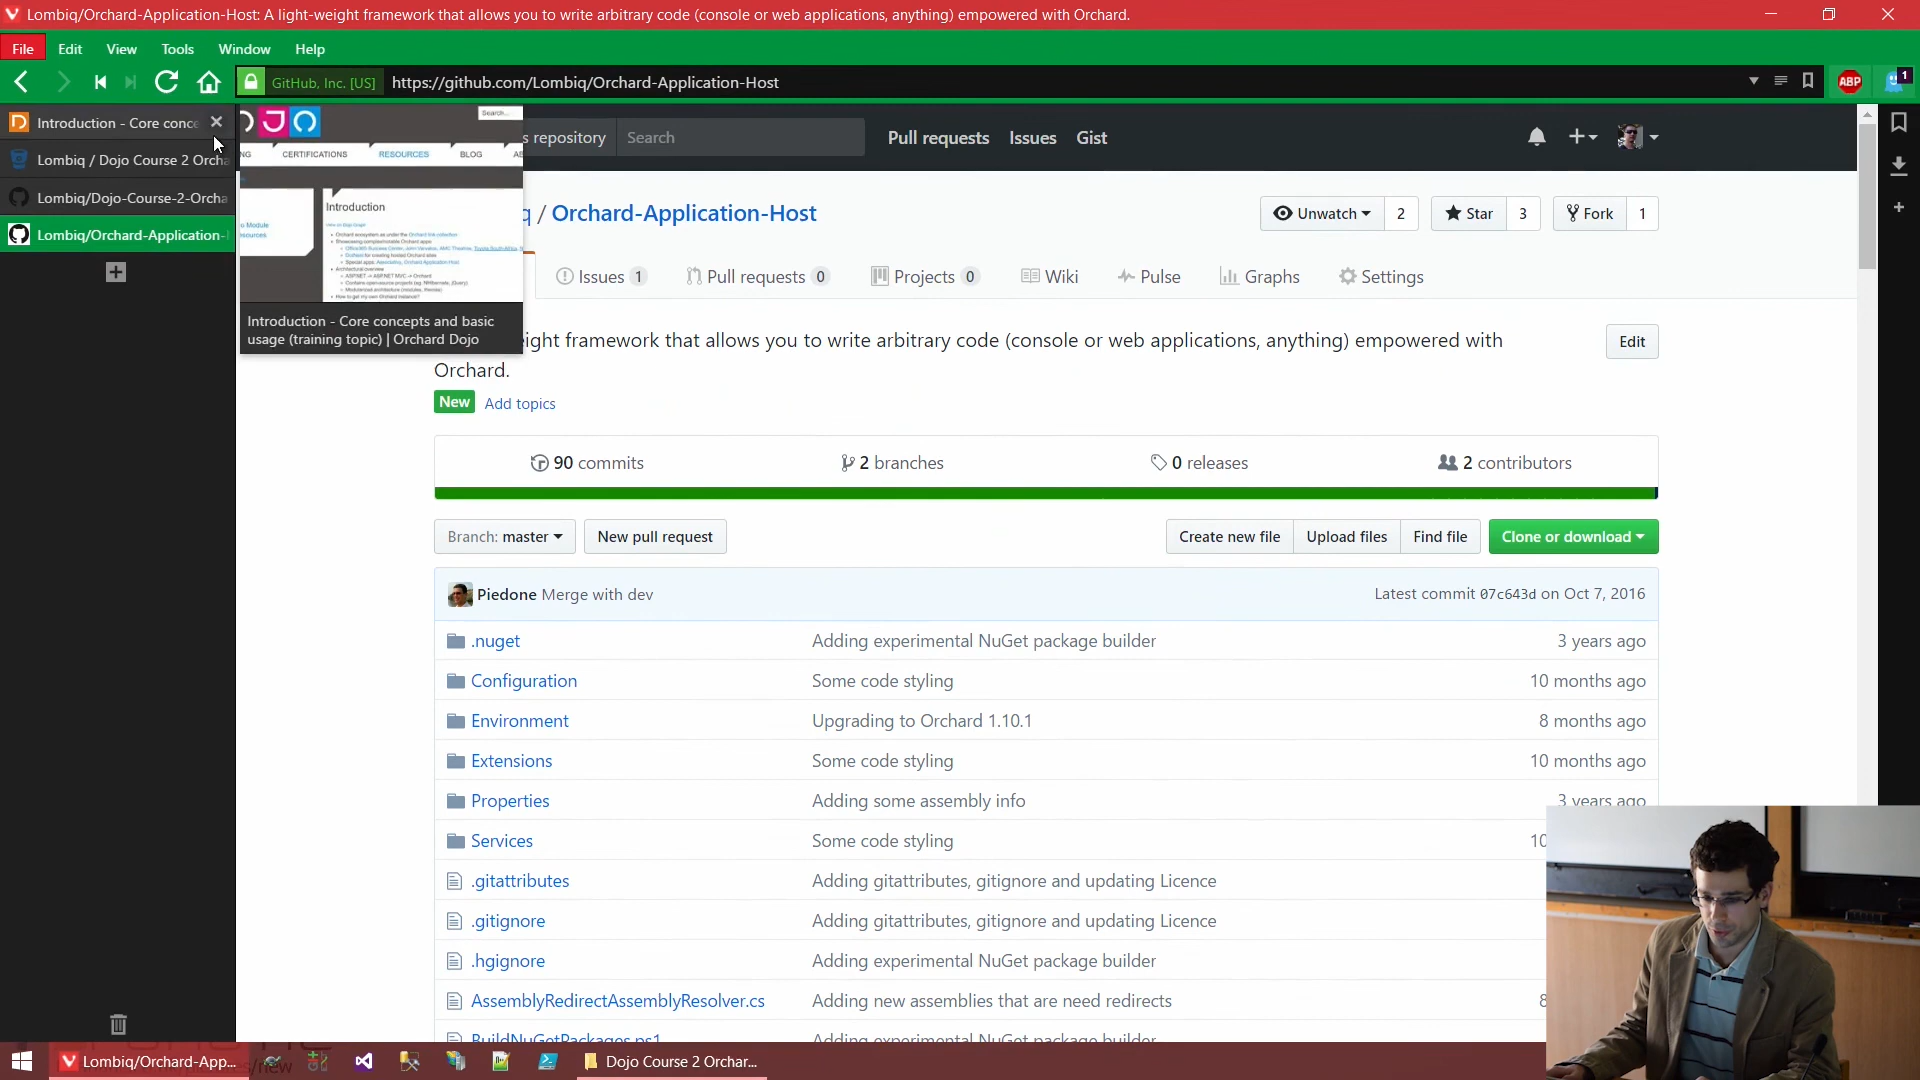 Lombiq/Orchard-Application-Host: A light-weight framework that allows you to write arbitrary code (console or web applications, anything) empowered with Orchard.
File Edit View Tools Window Help
GitHub, Inc. [US] https://github.com/Lombiq/Orchard-Application-Host
ABP 1
Introduction - Core conce
Lombiq / Dojo Course 2 Orcha
Lombiq/Dojo-Course-2-Orcha
Lombiq/Orchard-Application-
Search...
CERTIFICATIONS RESOURCES BLOG
Introduction
Introduction - Core concepts and basic
usage (training topic) | Orchard Dojo
s repository Search Pull requests Issues Gist
q / Orchard-Application-Host
Unwatch 2 Star 3 Fork 1
Issues 1 Pull requests 0 Projects 0 Wiki Pulse Graphs Settings
ight framework that allows you to write arbitrary code (console or web applications, anything) empowered with
Orchard.
Edit
New Add topics
90 commits 2 branches 0 releases 2 contributors
Branch: master New pull request Create new file Upload files Find file Clone or download
Piedone Merge with dev Latest commit 07c643d on Oct 7, 2016
.nuget Adding experimental NuGet package builder 3 years ago
Configuration Some code styling 10 months ago
Environment Upgrading to Orchard 1.10.1 8 months ago
Extensions Some code styling 10 months ago
Properties Adding some assembly info 3 years ago
Services Some code styling 10
.gitattributes Adding gitattributes, gitignore and updating Licence
.gitignore Adding gitattributes, gitignore and updating Licence
.hgignore Adding experimental NuGet package builder
AssemblyRedirectAssemblyResolver.cs Adding new assemblies that are need redirects 8
BuildNuGetPackages.ps1 Adding experimental NuGet package builder
Lombiq/Orchard-App... Dojo Course 2 Orchar...